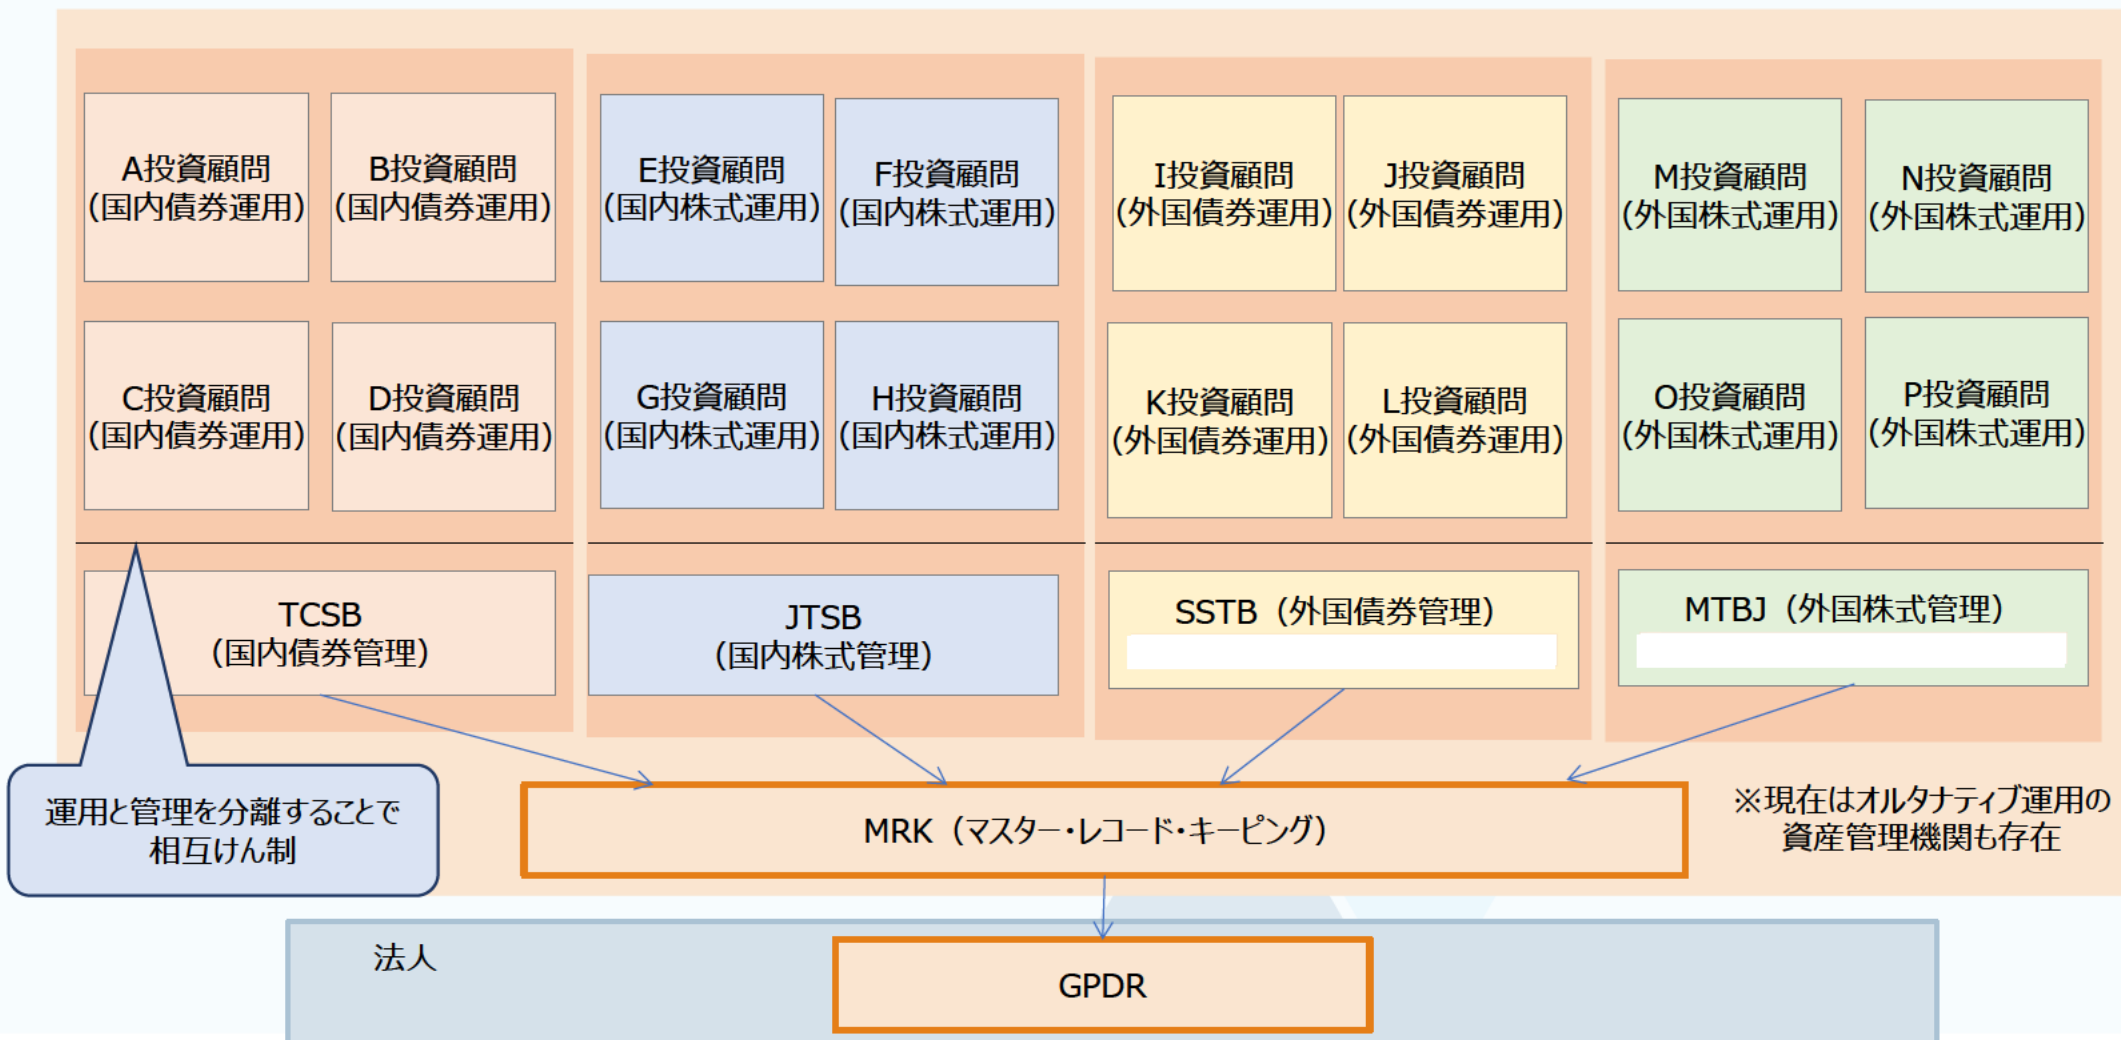 A投資顧問
(国内債券運用)
B投資顧問
(国内債券運用)
E投資顧問
(国内株式運用)
F投資顧問
(国内株式運用)
I投資顧問
(外国債券運用)
J投資顧問
(外国債券運用)
M投資顧問
(外国株式運用)
N投資顧問
(外国株式運用)
C投資顧問
(国内債券運用)
D投資顧問
(国内債券運用)
G投資顧問
(国内株式運用)
H投資顧問
(国内株式運用)
K投資顧問
(外国債券運用)
L投資顧問
(外国債券運用)
O投資顧問
(外国株式運用)
P投資顧問
(外国株式運用)
TCSB
(国内債券管理)
JTSB
(国内株式管理)
SSTB（外国債券管理）
MTBJ（外国株式管理）
運用と管理を分離することで
相互けん制
MRK（マスター・レコード・キーピング）
※現在はオルタナティブ運用の
資産管理機関も存在
法人
GPDR